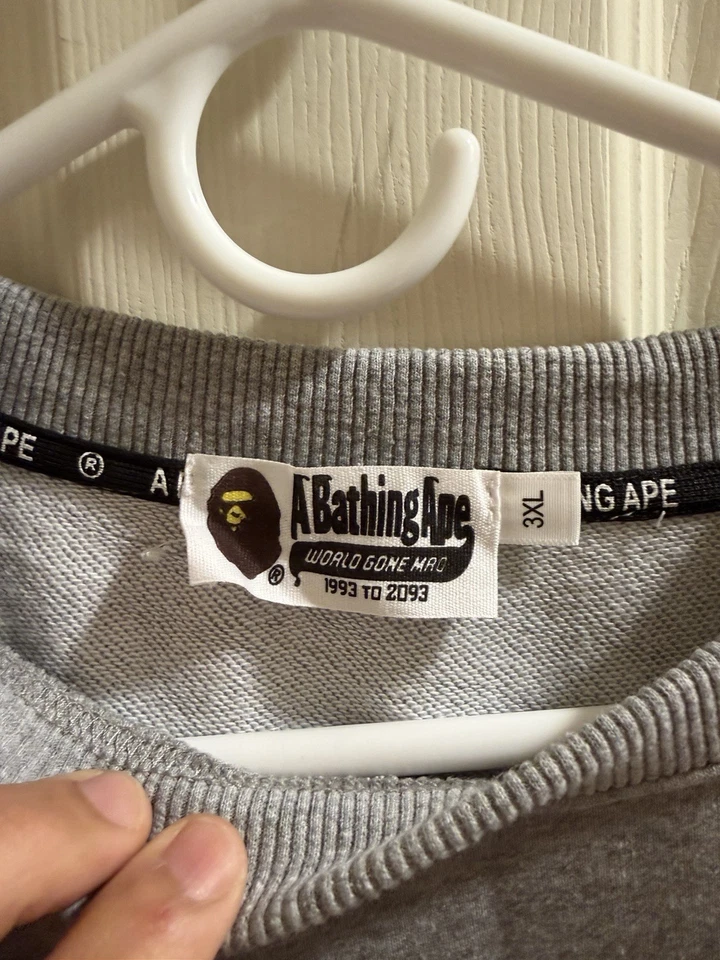 PE ® A
NG APE
A Bathing Ape
WORLD GONE MAD
®
1993 TO 2093
3XL